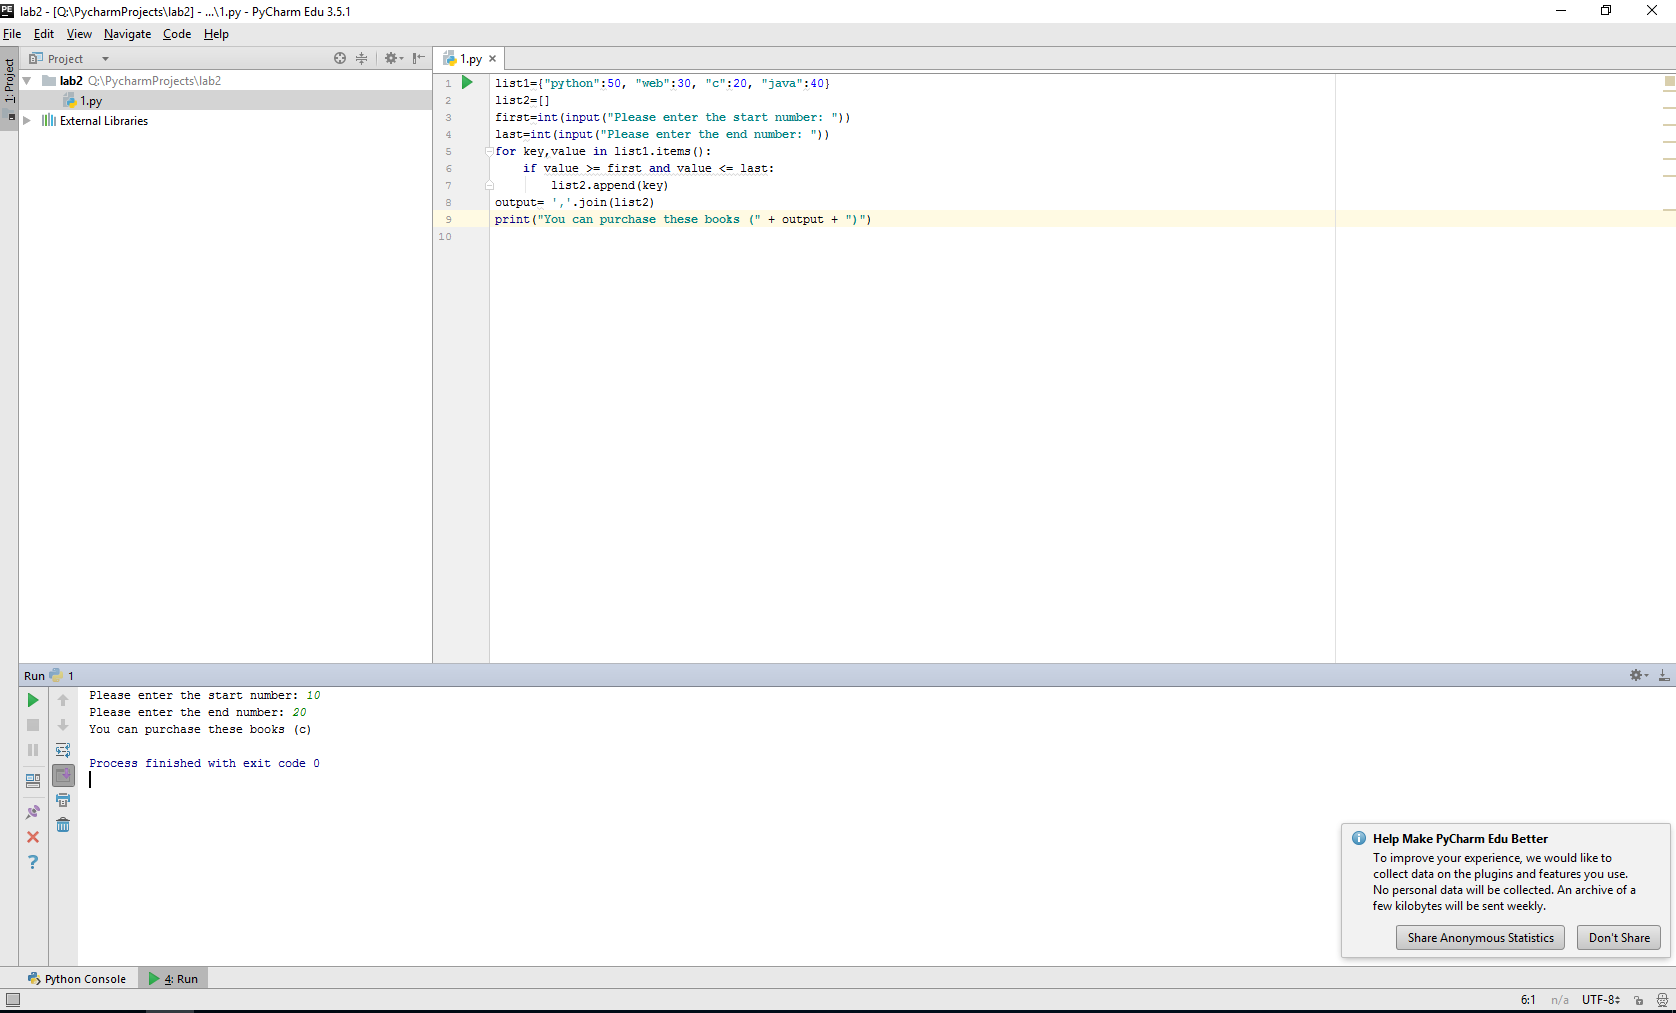 lab2 - [Q:\PycharmProjects\lab2] - ...\1.py - PyCharm Edu 3.5.1
File Edit View Navigate Code Help
1: Project
Project
lab2 Q:\PycharmProjects\lab2
1.py
External Libraries
1.py
1 list1={"python":50, "web":30, "c":20, "java":40}
2 list2=[]
3 first=int(input("Please enter the start number: "))
4 last=int(input("Please enter the end number: "))
5 for key,value in list1.items():
6     if value >= first and value <= last:
7         list2.append(key)
8 output= ','.join(list2)
9 print("You can purchase these books (" + output + ")")
10
Run 1
Please enter the start number: 10
Please enter the end number: 20
You can purchase these books (c)
Process finished with exit code 0
Help Make PyCharm Edu Better
To improve your experience, we would like to
collect data on the plugins and features you use.
No personal data will be collected. An archive of a
few kilobytes will be sent weekly.
Share Anonymous Statistics Don't Share
Python Console 4: Run
6:1 n/a UTF-8